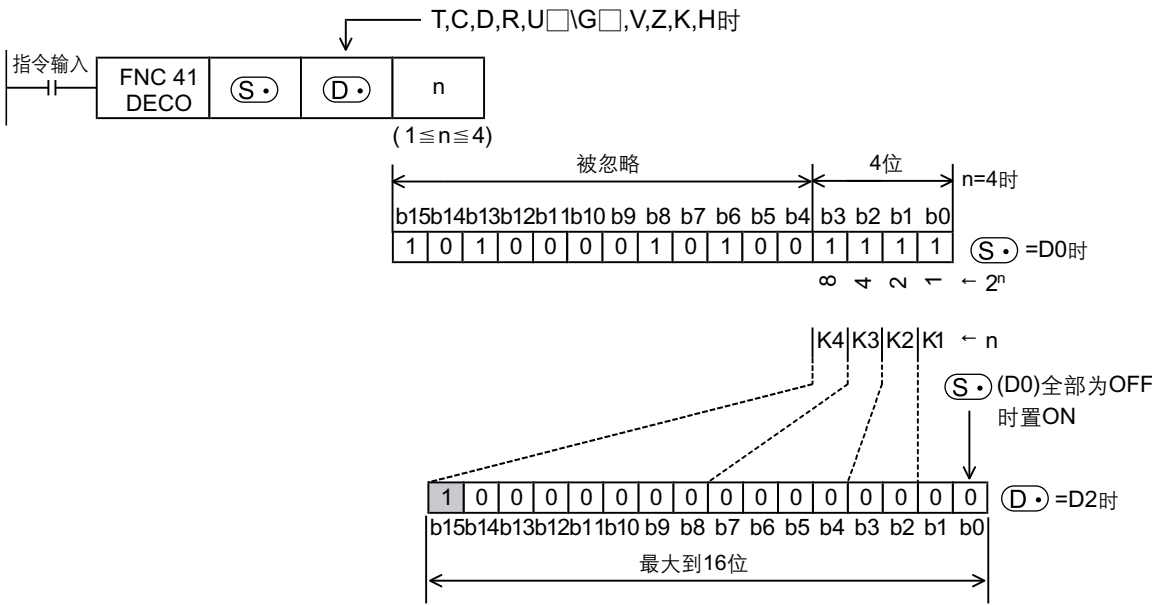 T,C,D,R,U□\G□,V,Z,K,H时
指令输入
FNC 41
DECO
S・
D・
n
( 1≦n≦4)
被忽略
4位
n=4时
b15b14b13b12b11b10 b9 b8 b7 b6 b5 b4 b3 b2 b1 b0
1 0 1 0 0 0 0 1 0 1 0 0 1 1 1 1
S・ =D0时
8 4 2 1 ← 2ⁿ
K4 K3 K2 K1 ← n
S・ (D0)全部为OFF
时置ON
1 0 0 0 0 0 0 0 0 0 0 0 0 0 0 0
D・ =D2时
b15b14b13b12b11b10 b9 b8 b7 b6 b5 b4 b3 b2 b1 b0
最大到16位